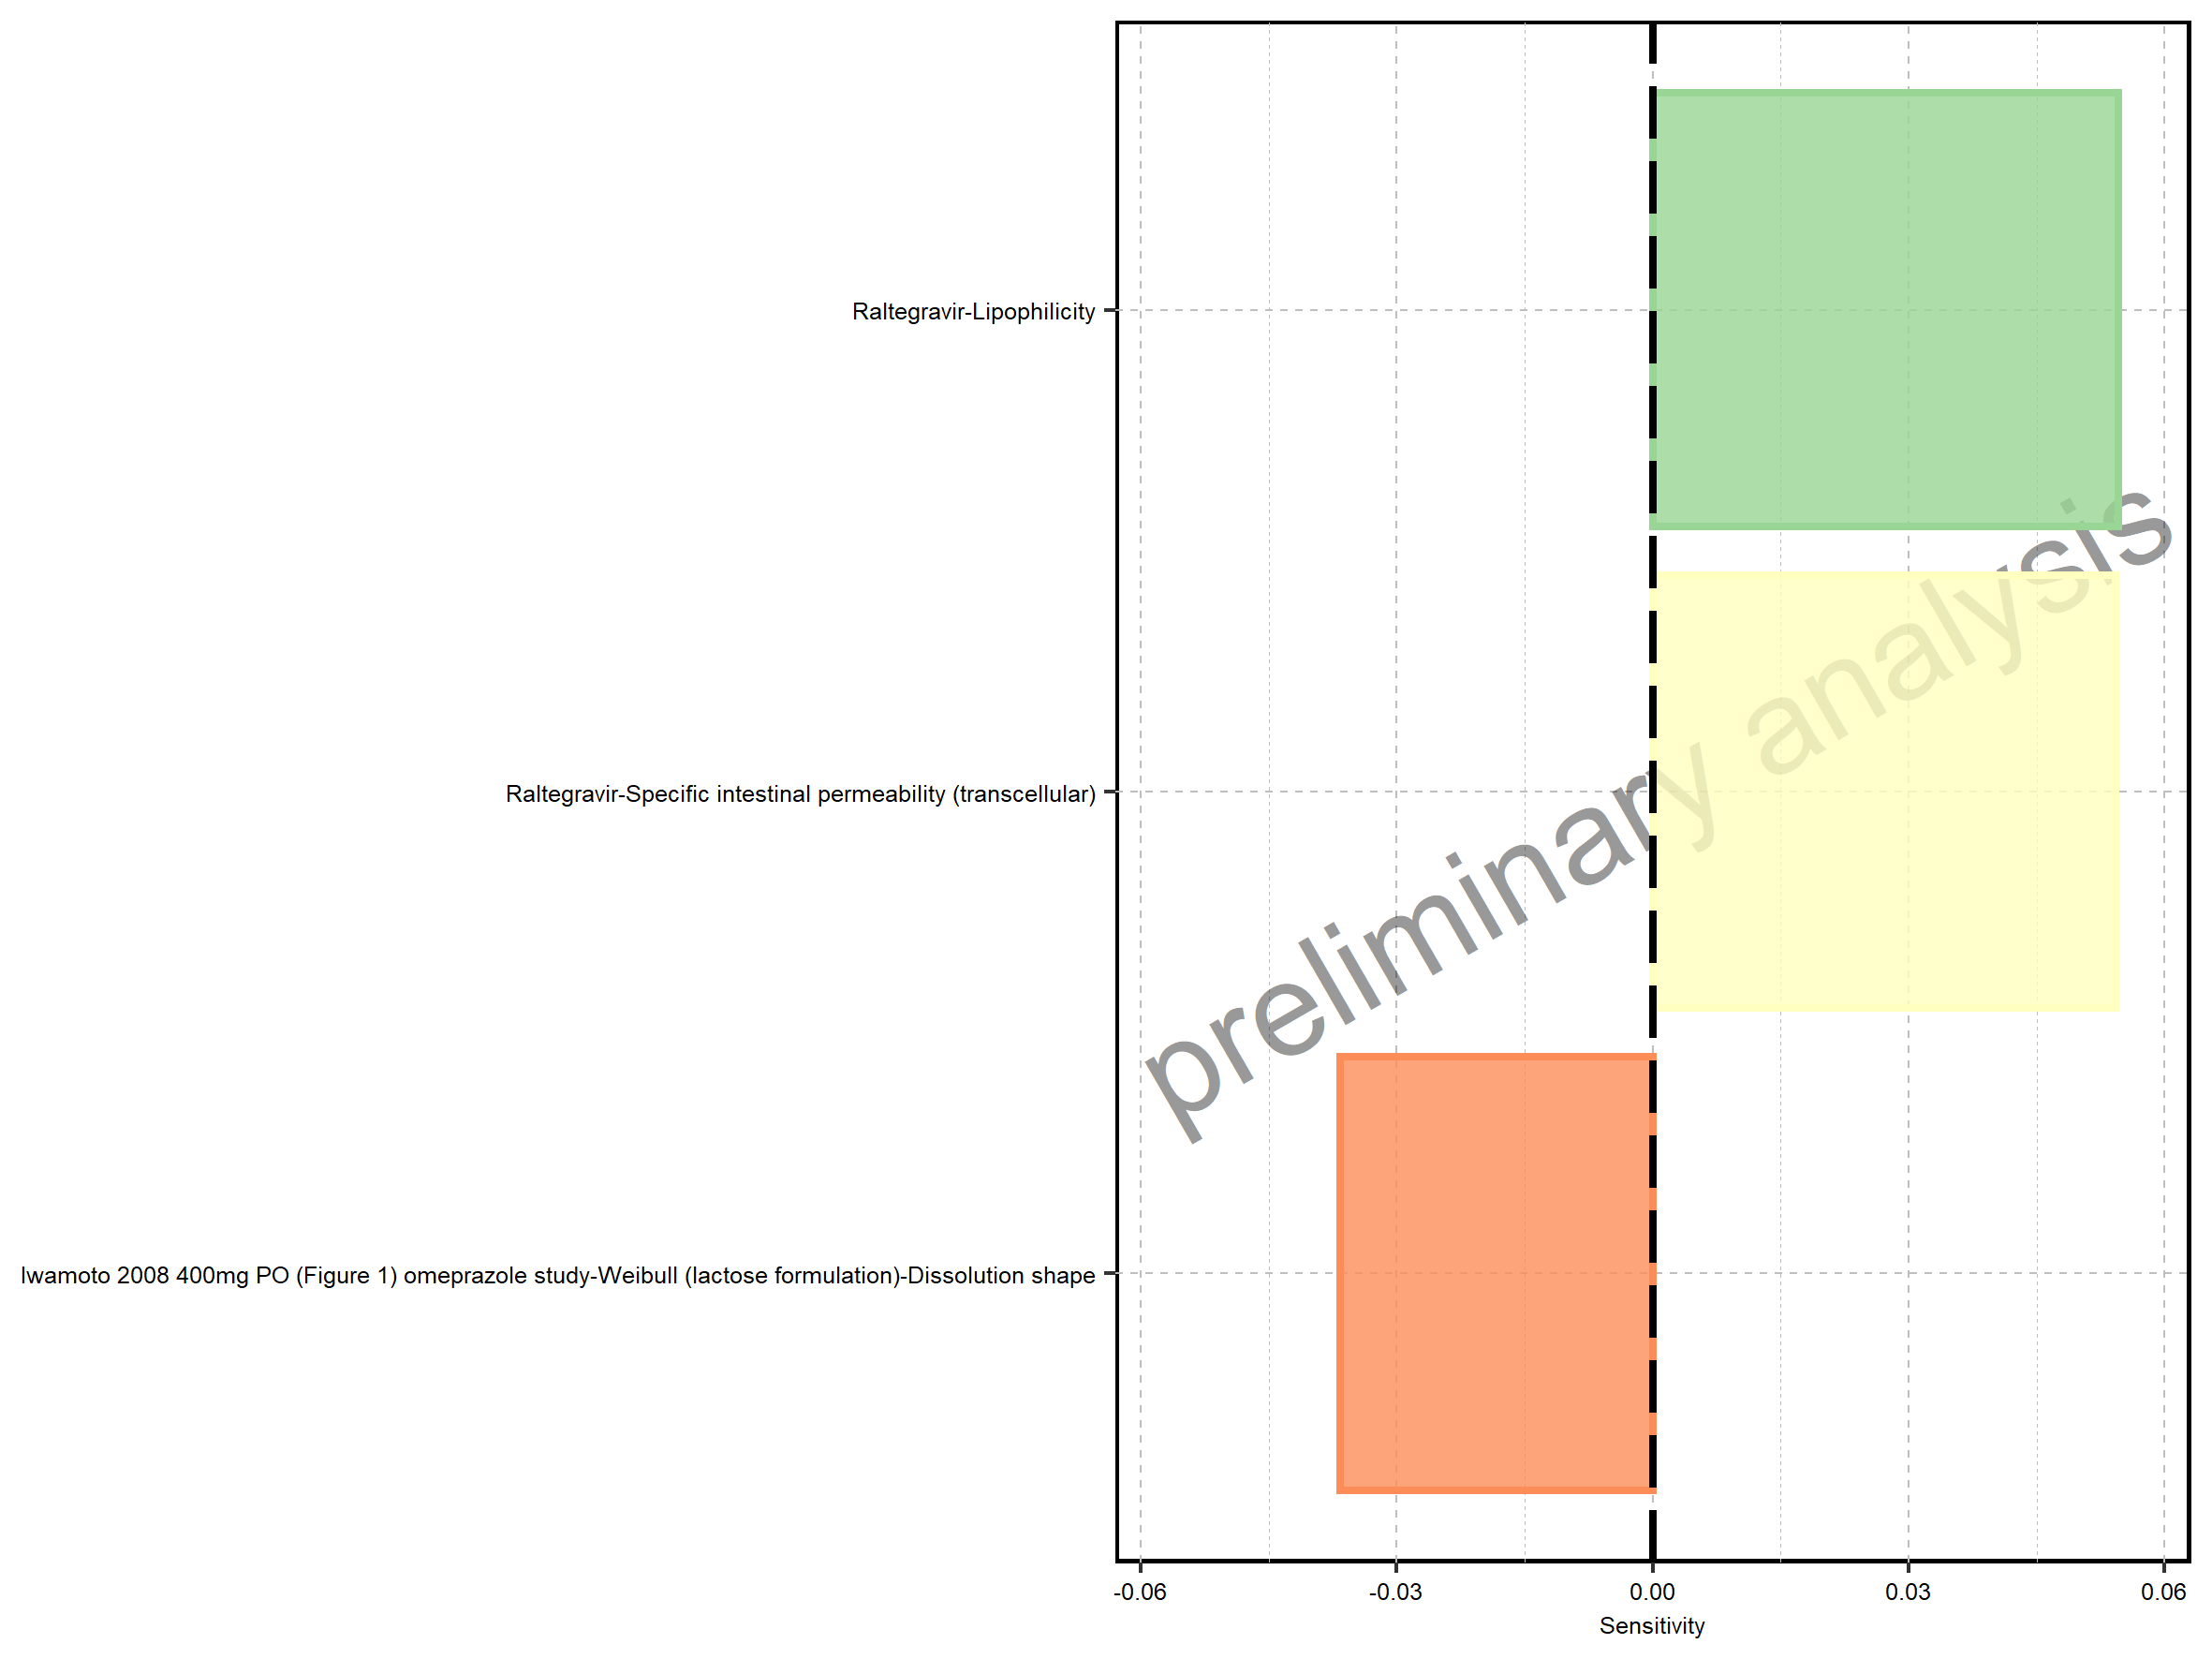 Raltegravir-Lipophilicity
Raltegravir-Specific intestinal permeability (transcellular)
Iwamoto 2008 400mg PO (Figure 1) omeprazole study-Weibull (lactose formulation)-Dissolution shape
preliminary analysis
-0.06 -0.03 0.00 0.03 0.06
Sensitivity